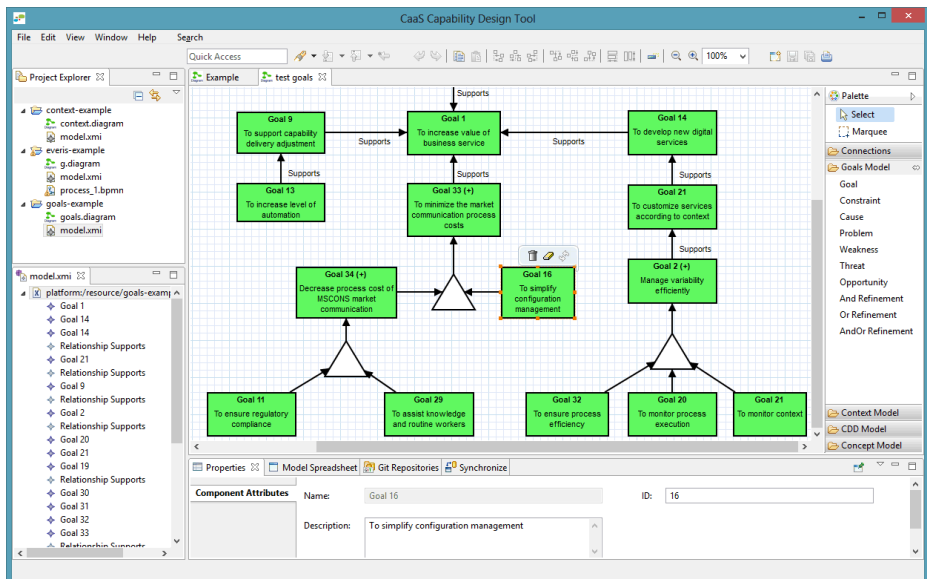 CaaS Capability Design Tool
File Edit View Window Help Search
Quick Access
100%
Project Explorer
context-example
context.diagram
model.xmi
everis-example
g.diagram
model.xmi
process_1.bpmn
goals-example
goals.diagram
model.xmi
model.xmi
platform:/resource/goals-examp
Goal 1
Goal 14
Goal 14
Relationship Supports
Goal 21
Relationship Supports
Goal 9
Relationship Supports
Goal 2
Relationship Supports
Goal 20
Goal 21
Goal 19
Relationship Supports
Goal 30
Goal 31
Goal 32
Goal 33
Relationship Supports
Example
test goals
Supports
Goal 9
To support capability
delivery adjustment
Supports
Goal 1
To increase value of
business service
Supports
Goal 14
To develop new digital
services
Supports
Supports
Supports
Goal 13
To increase level of
automation
Goal 33 (+)
To minimize the market
communication process
costs
Goal 21
To customize services
according to context
Supports
Goal 34 (+)
Decrease process cost of
MSCONS market
communication
Goal 16
To simplify
configuration
management
Goal 2 (+)
Manage variability
efficiently
Goal 11
To ensure regulatory
compliance
Goal 29
To assist knowledge
and routine workers
Goal 32
To ensure process
efficiency
Goal 20
To monitor process
execution
Goal 21
To monitor context
Palette
Select
Marquee
Connections
Goals Model
Goal
Constraint
Cause
Problem
Weakness
Threat
Opportunity
And Refinement
Or Refinement
AndOr Refinement
Context Model
CDD Model
Concept Model
Properties
Model Spreadsheet
Git Repositories
Synchronize
Component Attributes
Name:
Goal 16
ID:
16
Description:
To simplify configuration management